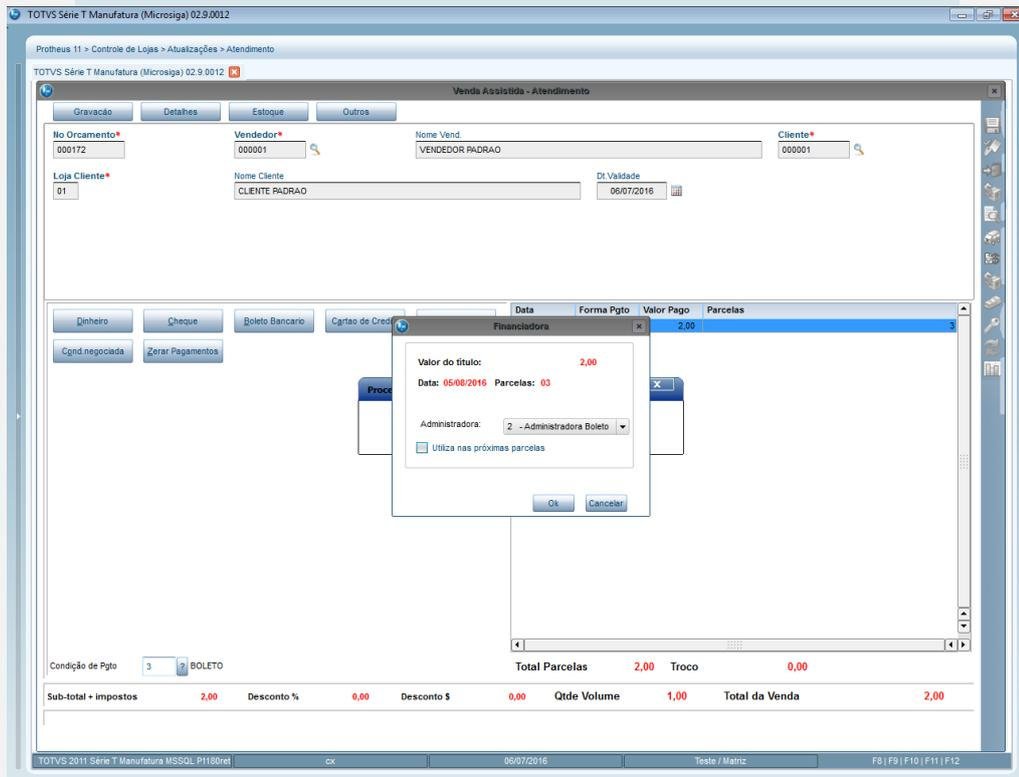 TOTVS Série T Manufatura (Microsiga) 02.9.0012
Protheus 11 > Controle de Lojas > Atualizações > Atendimento
TOTVS Série T Manufatura (Microsiga) 02.9.0012
Venda Assistida - Atendimento
Gravacão Detalhes Estoque Outros
No Orcamento* Vendedor* Nome Vend. Cliente*
000172 000001 VENDEDOR PADRAO 000001
Loja Cliente* Nome Cliente Dt.Validade
01 CLIENTE PADRAO 06/07/2016
Data Forma Pgto Valor Pago Parcelas
Dinheiro Cheque Boleto Bancario Cartao de Credi
2,00 3
Cond.negociada Zerar Pagamentos
Proce X
Financiadora
Valor do título: 2,00
Data: 05/08/2016 Parcelas: 03
Administradora: 2 - Administradora Boleto
Utiliza nas próximas parcelas
Ok Cancelar
Condição de Pgto 3 ? BOLETO Total Parcelas 2,00 Troco 0,00
Sub-total + impostos 2,00 Desconto % 0,00 Desconto $ 0,00 Qtde Volume 1,00 Total da Venda 2,00
TOTVS 2011 Série T Manufatura MSSQL P1180ret cx 06/07/2016 Teste / Matriz F8 | F9 | F10 | F11 | F12